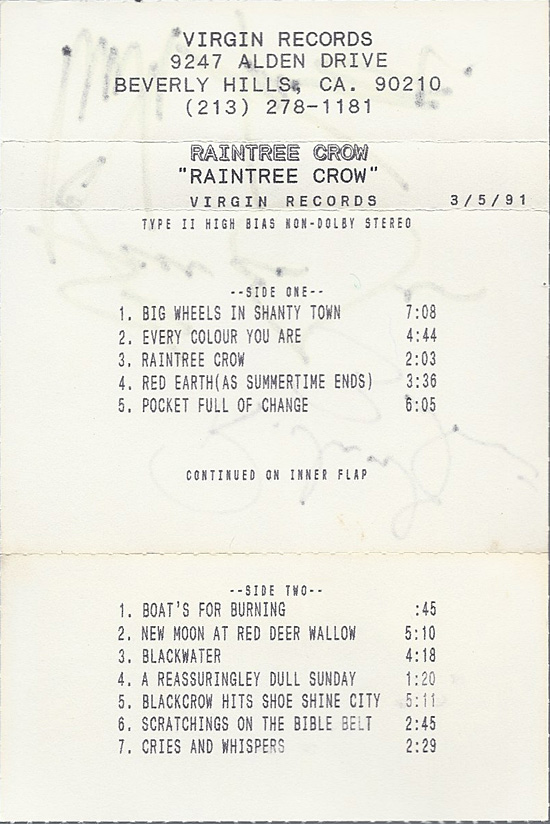 VIRGIN RECORDS
9247 ALDEN DRIVE
BEVERLY HILLS, CA. 90210
(213) 278-1181
RAINTREE CROW
"RAINTREE CROW"
VIRGIN RECORDS 3/5/91
TYPE II HIGH BIAS NON-DOLBY STEREO
--SIDE ONE--
1. BIG WHEELS IN SHANTY TOWN 7:08
2. EVERY COLOUR YOU ARE 4:44
3. RAINTREE CROW 2:03
4. RED EARTH(AS SUMMERTIME ENDS) 3:36
5. POCKET FULL OF CHANGE 6:05
CONTINUED ON INNER FLAP
--SIDE TWO--
1. BOAT'S FOR BURNING :45
2. NEW MOON AT RED DEER WALLOW 5:10
3. BLACKWATER 4:18
4. A REASSURINGLEY DULL SUNDAY 1:20
5. BLACKCROW HITS SHOE SHINE CITY 5:11
6. SCRATCHINGS ON THE BIBLE BELT 2:45
7. CRIES AND WHISPERS 2:29